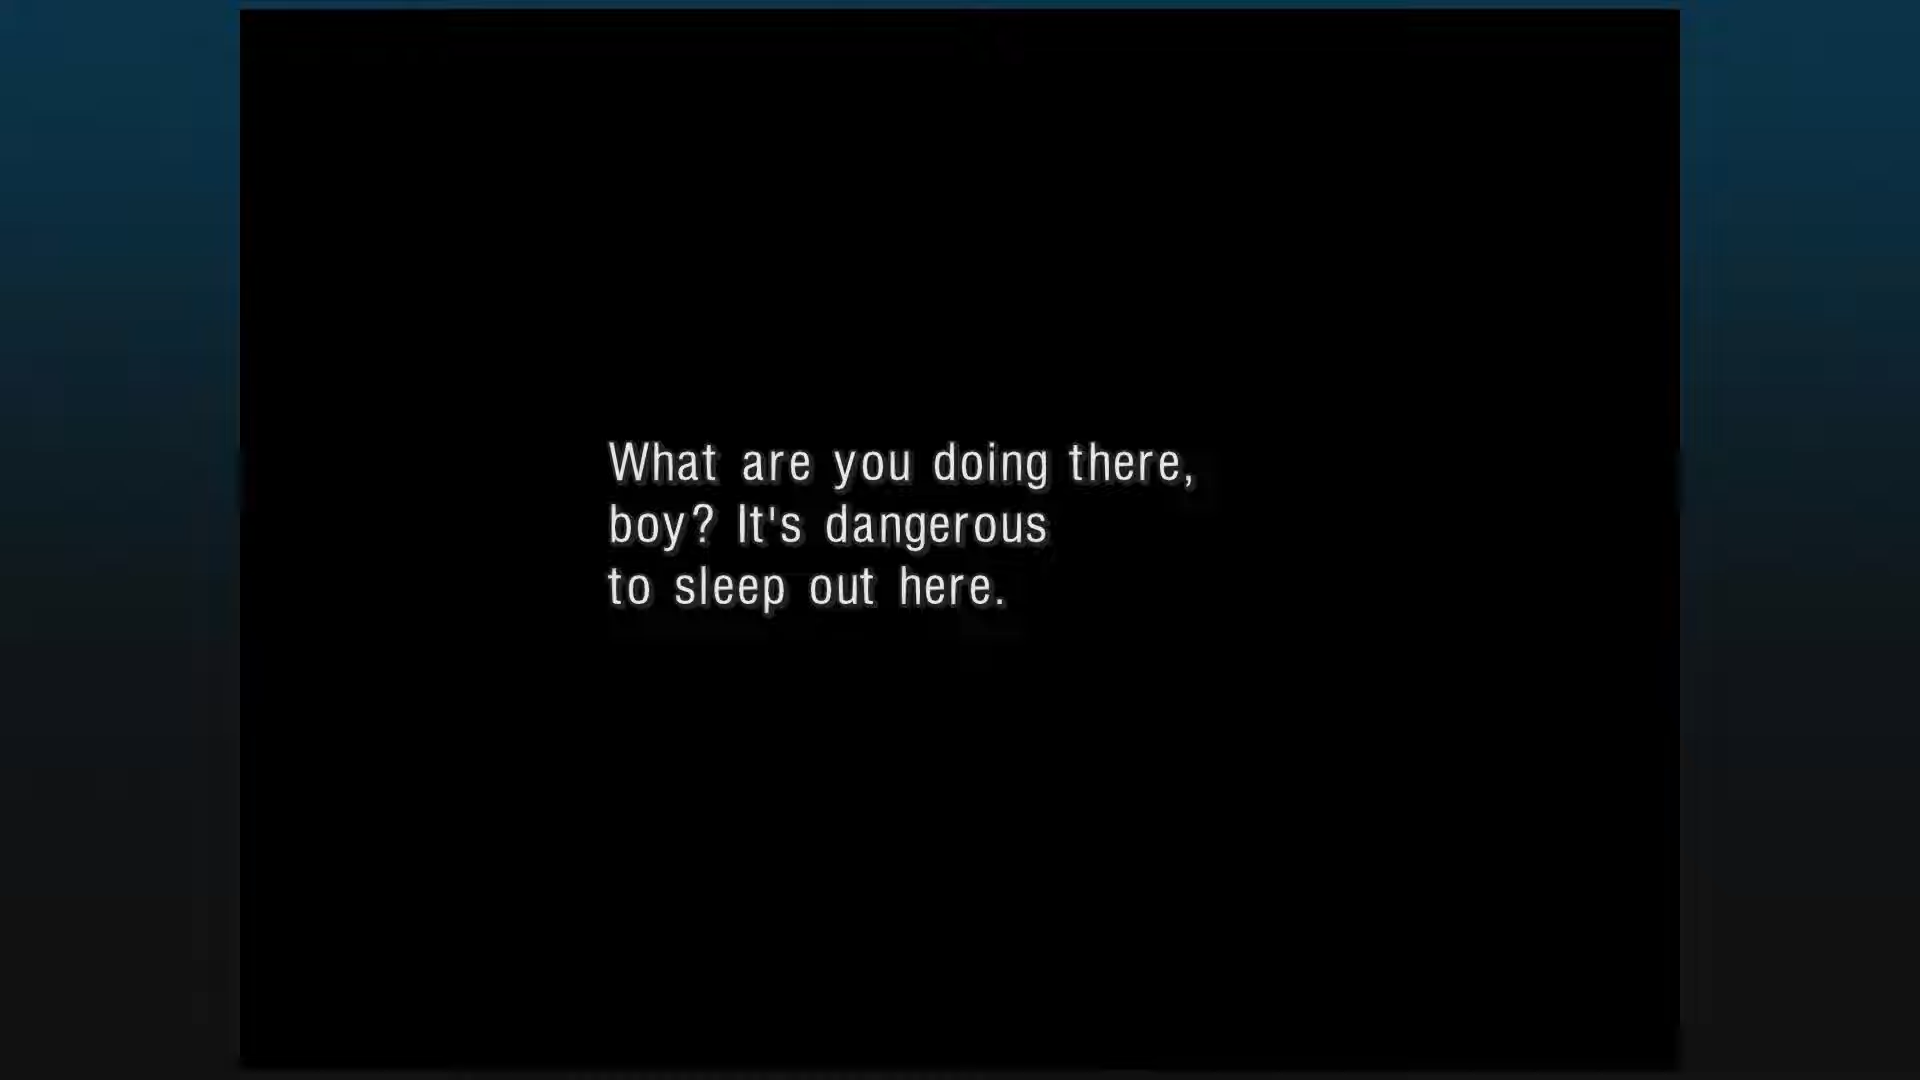 What are you doing there,
boy? It's dangerous
to sleep out here.